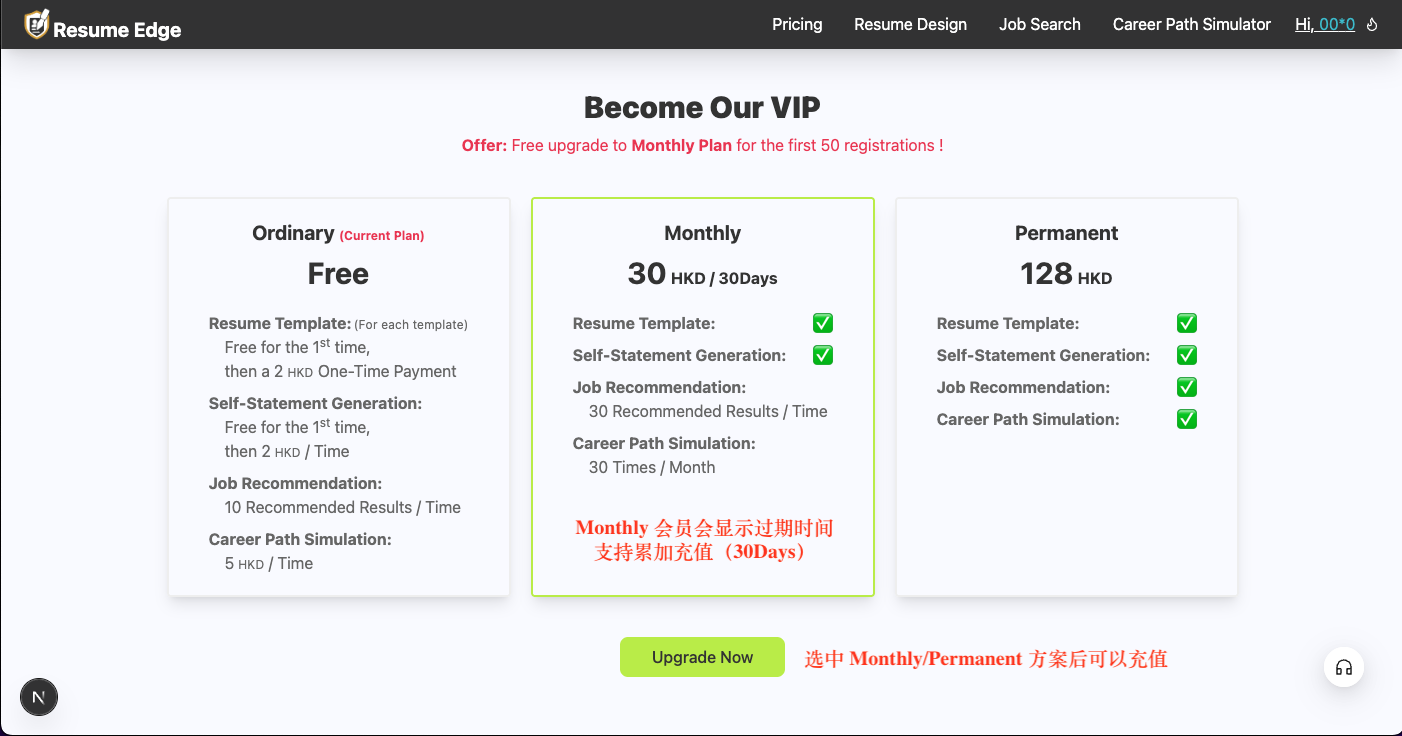 Resume Edge
Pricing
Resume Design
Job Search
Career Path Simulator
Hi, 00*0
Become Our VIP
Offer: Free upgrade to Monthly Plan for the first 50 registrations !
Ordinary (Current Plan)
Free
Resume Template: (For each template)
Free for the 1st time,
then a 2 HKD One-Time Payment
Self-Statement Generation:
Free for the 1st time,
then 2 HKD / Time
Job Recommendation:
10 Recommended Results / Time
Career Path Simulation:
5 HKD / Time
Monthly
30 HKD / 30Days
Resume Template: ✅
Self-Statement Generation: ✅
Job Recommendation:
30 Recommended Results / Time
Career Path Simulation:
30 Times / Month
Monthly 会员会显示过期时间
支持累加充值（30Days）
Permanent
128 HKD
Resume Template: ✅
Self-Statement Generation: ✅
Job Recommendation: ✅
Career Path Simulation: ✅
Upgrade Now
选中 Monthly/Permanent 方案后可以充值
N